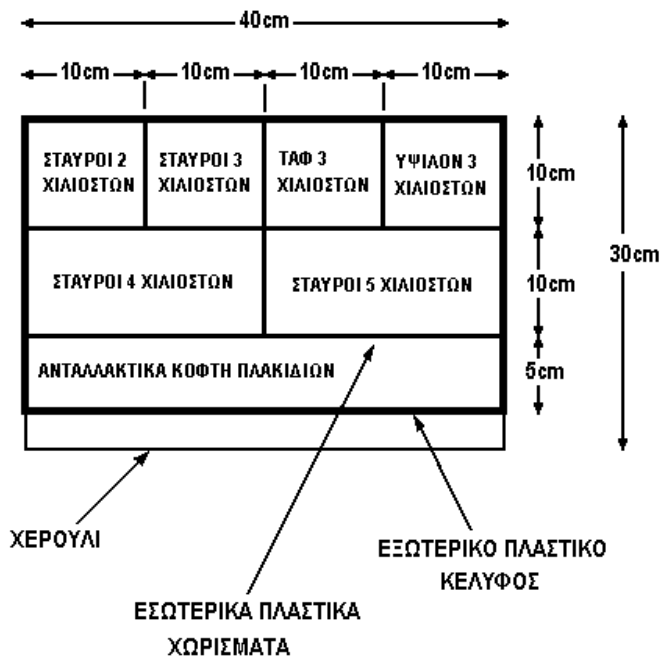 40cm
10cm 10cm 10cm 10cm
ΣΤΑΥΡΟΙ 2
ΧΙΛΙΟΣΤΩΝ
ΣΤΑΥΡΟΙ 3
ΧΙΛΙΟΣΤΩΝ
ΤΑΦ 3
ΧΙΛΙΟΣΤΩΝ
ΥΨΙΛΟΝ 3
ΧΙΛΙΟΣΤΩΝ
10cm
30cm
ΣΤΑΥΡΟΙ 4 ΧΙΛΙΟΣΤΩΝ
ΣΤΑΥΡΟΙ 5 ΧΙΛΙΟΣΤΩΝ
10cm
ΑΝΤΑΛΛΑΚΤΙΚΑ ΚΟΦΤΗ ΠΛΑΚΙΔΙΩΝ
5cm
ΧΕΡΟΥΛΙ
ΕΞΩΤΕΡΙΚΟ ΠΛΑΣΤΙΚΟ
ΚΕΛΥΦΟΣ
ΕΣΩΤΕΡΙΚΑ ΠΛΑΣΤΙΚΑ
ΧΩΡΙΣΜΑΤΑ